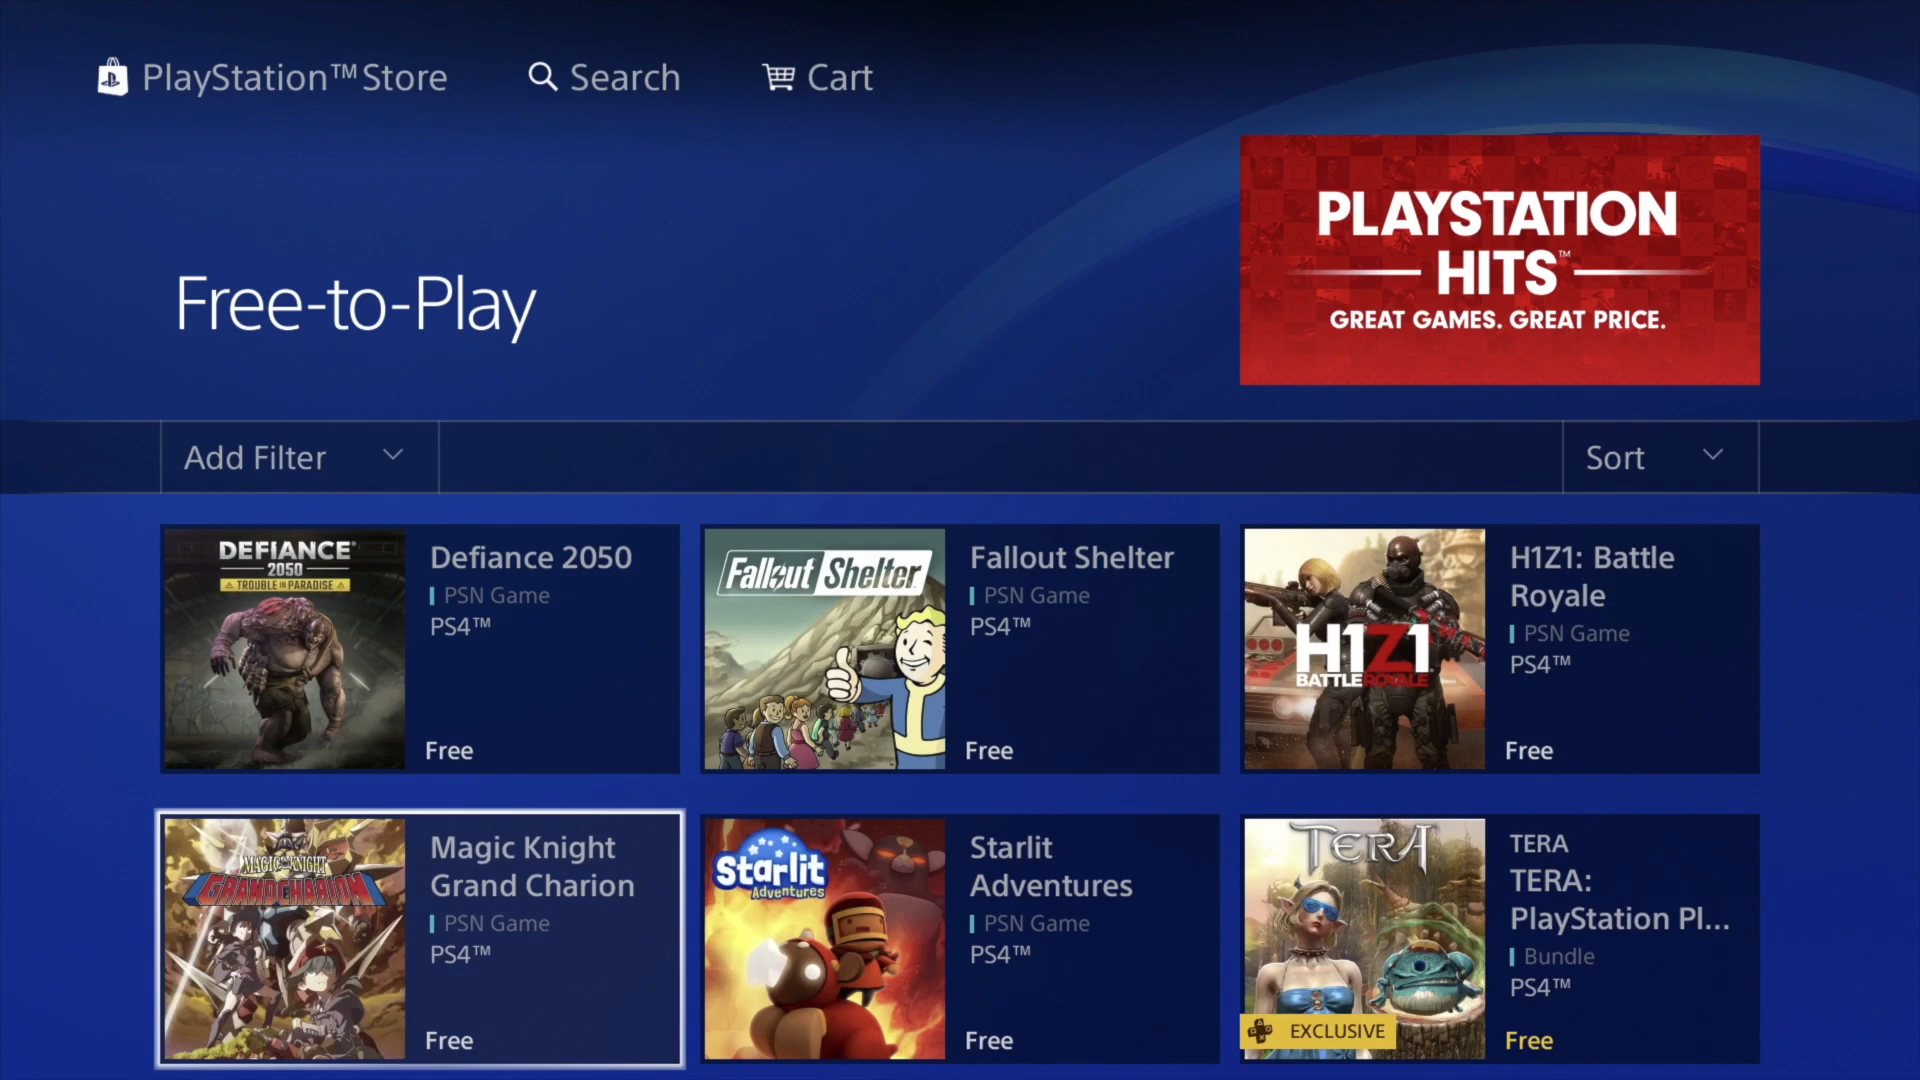 PlayStation™Store
Search
Cart
Free-to-Play
PLAYSTATION
HITS™
GREAT GAMES. GREAT PRICE.
Add Filter
Sort
DEFIANCE
2050
TROUBLE IN PARADISE
Defiance 2050
PSN Game
PS4™
Free
Fallout Shelter
Fallout Shelter
PSN Game
PS4™
Free
H1Z1
BATTLE ROYALE
H1Z1: Battle
Royale
PSN Game
PS4™
Free
MAGIC KNIGHT
GRANDCHARION
Magic Knight
Grand Charion
PSN Game
PS4™
Free
Starlit
Adventures
Starlit
Adventures
PSN Game
PS4™
Free
TERA
EXCLUSIVE
TERA
TERA:
PlayStation Pl...
Bundle
PS4™
Free